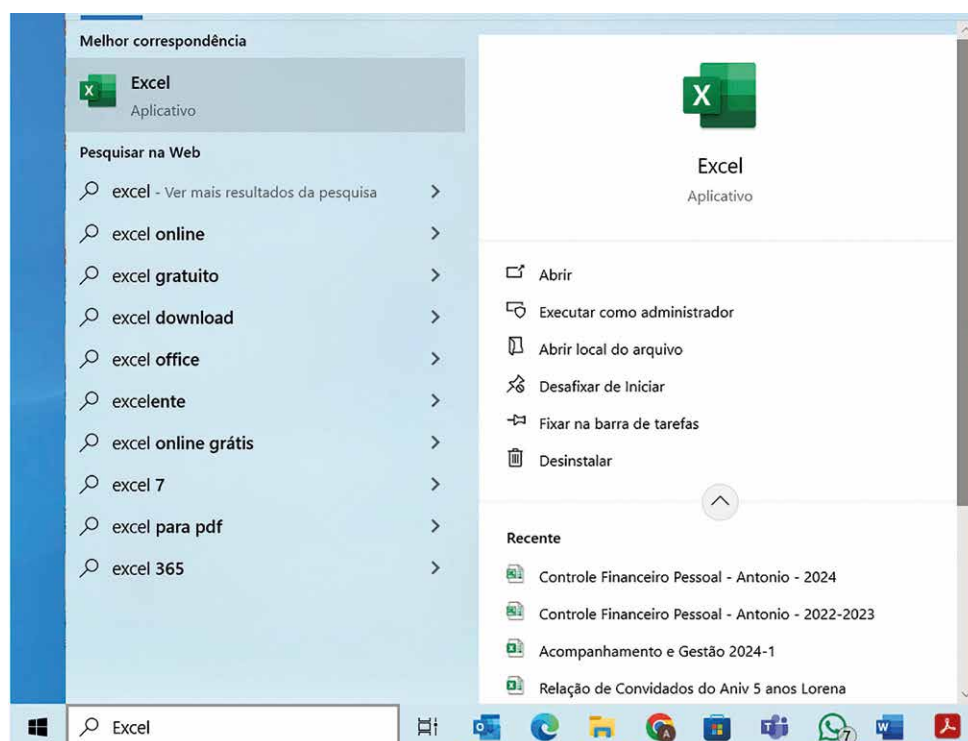 Melhor correspondência
Excel
Aplicativo
Pesquisar na Web
excel - Ver mais resultados da pesquisa
excel online
excel gratuito
excel download
excel office
excelente
excel online grátis
excel 7
excel para pdf
excel 365
Excel
Aplicativo
Abrir
Executar como administrador
Abrir local do arquivo
Desafixar de Iniciar
Fixar na barra de tarefas
Desinstalar
Recente
Controle Financeiro Pessoal - Antonio - 2024
Controle Financeiro Pessoal - Antonio - 2022-2023
Acompanhamento e Gestão 2024-1
Relação de Convidados do Aniv 5 anos Lorena
Excel
7